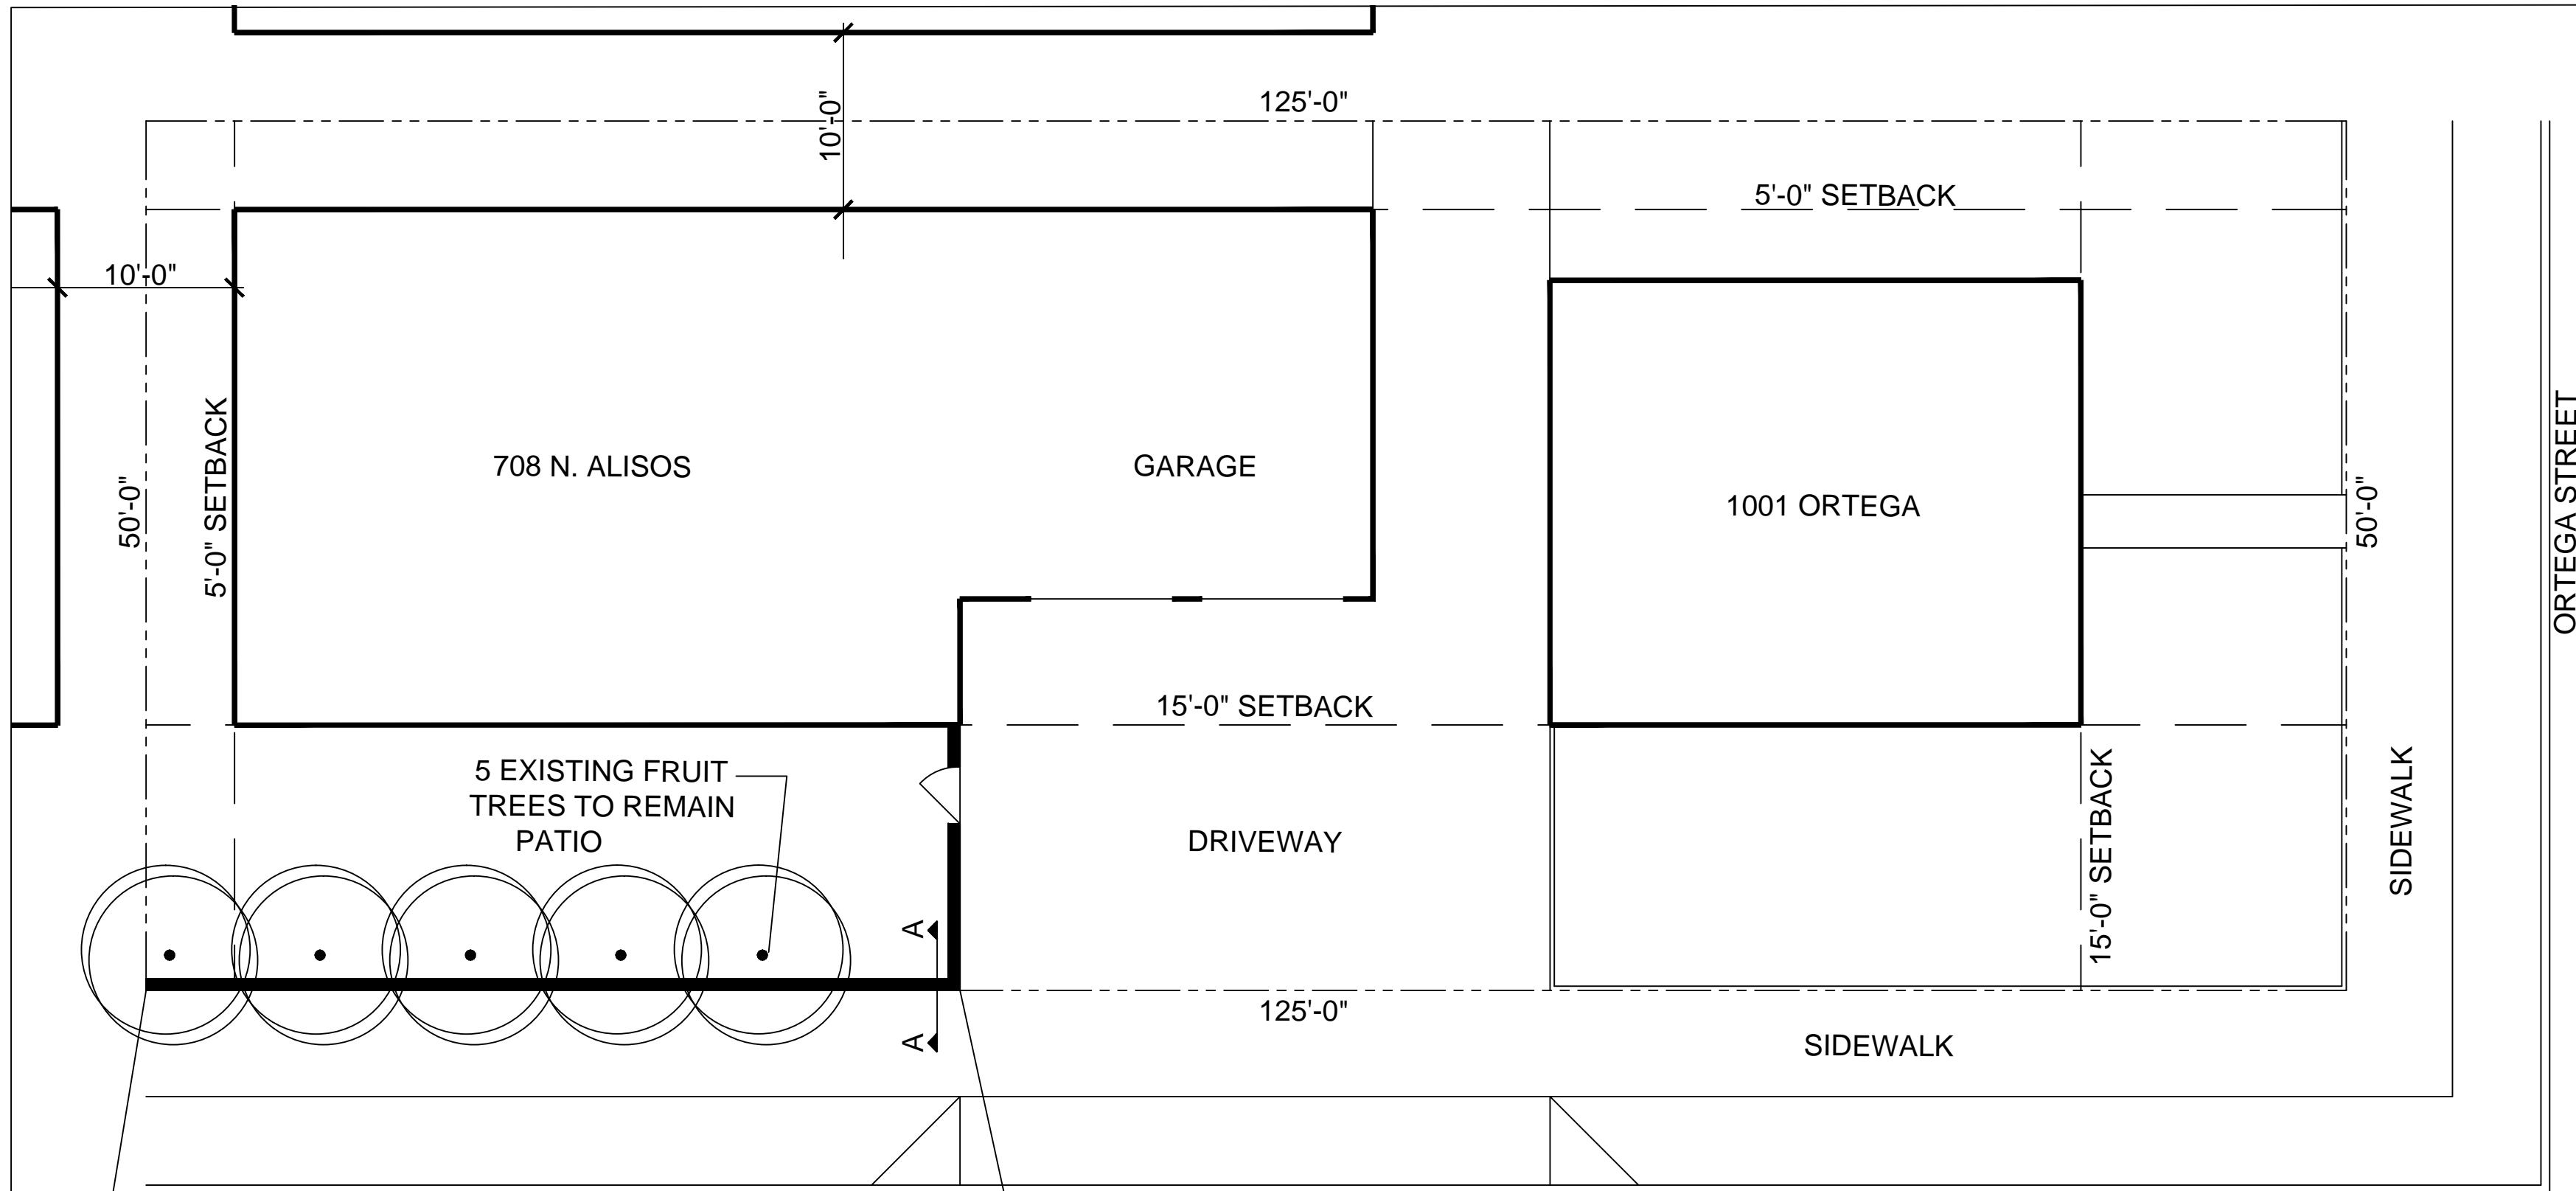 125'-0"
10'-0"
5'-0" SETBACK
10'-0"
50'-0"
5'-0" SETBACK
708 N. ALISOS
GARAGE
1001 ORTEGA
50'-0"
ORTEGA STREET
15'-0" SETBACK
5 EXISTING FRUIT
TREES TO REMAIN
PATIO
DRIVEWAY
15'-0" SETBACK
SIDEWALK
A
A
125'-0"
SIDEWALK